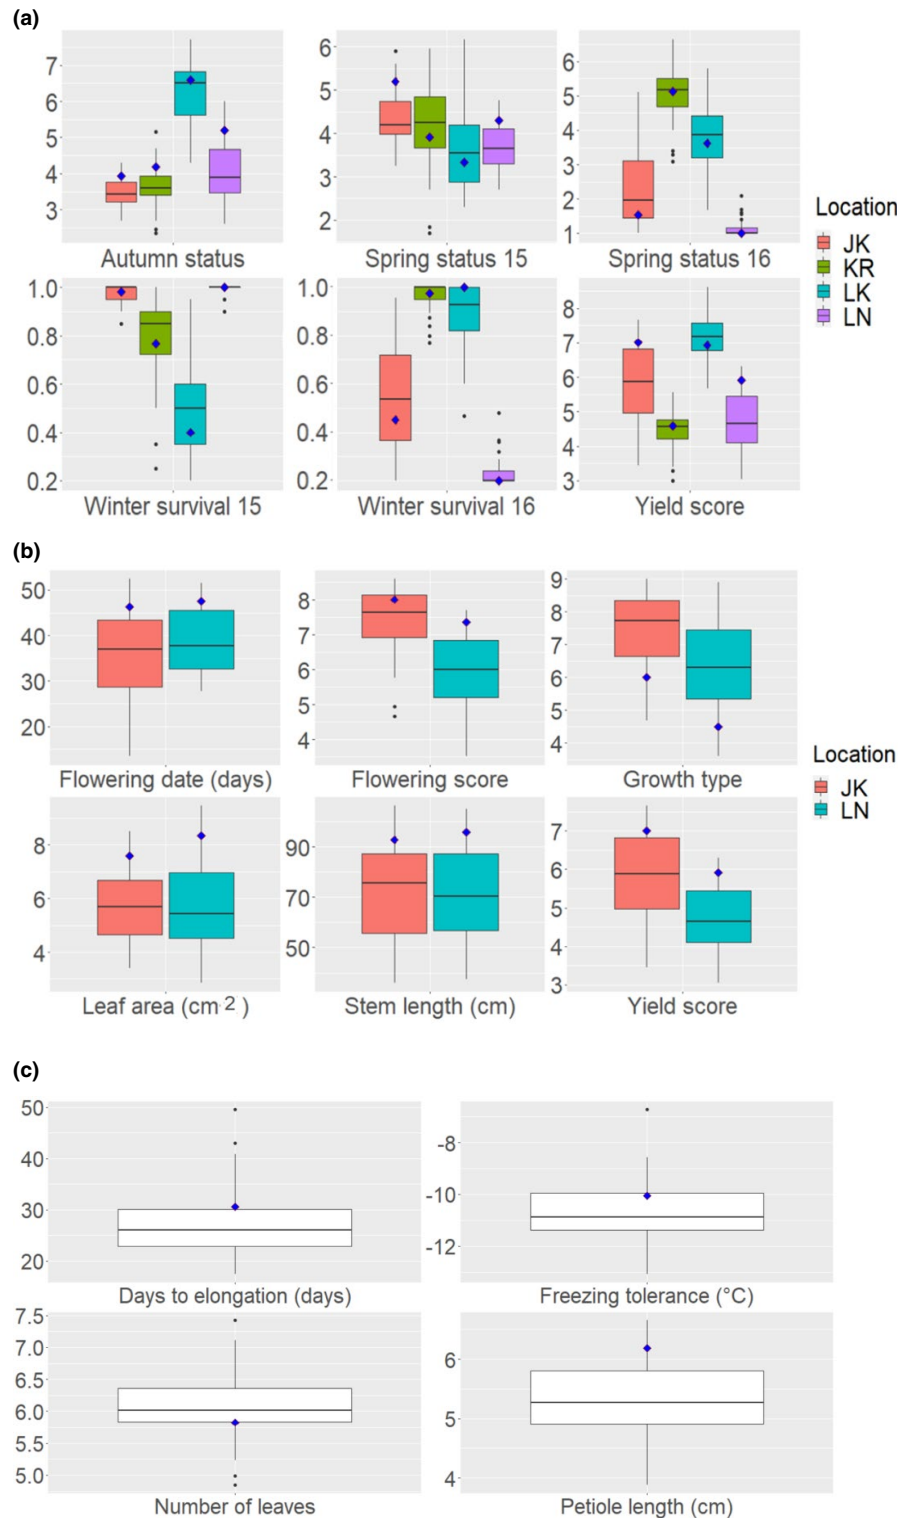 (a)
7
6
5
4
3
Autumn status
6
5
4
3
2
Spring status 15
6
5
4
3
2
1
Spring status 16
1.0
0.8
0.6
0.4
0.2
Winter survival 15
1.0
0.8
0.6
0.4
0.2
Winter survival 16
7
6
5
4
3
Yield score
Location
JK
KR
LK
LN
(b)
50
40
30
20
Flowering date (days)
8
7
6
5
4
Flowering score
9
8
7
6
5
4
Growth type
8
6
4
Leaf area (cm 2 )
90
70
50
Stem length (cm)
7
6
5
4
3
Yield score
Location
JK
LN
(c)
50
40
30
20
Days to elongation (days)
-8
-10
-12
Freezing tolerance (°C)
7.5
7.0
6.5
6.0
5.5
5.0
Number of leaves
6
5
4
Petiole length (cm)